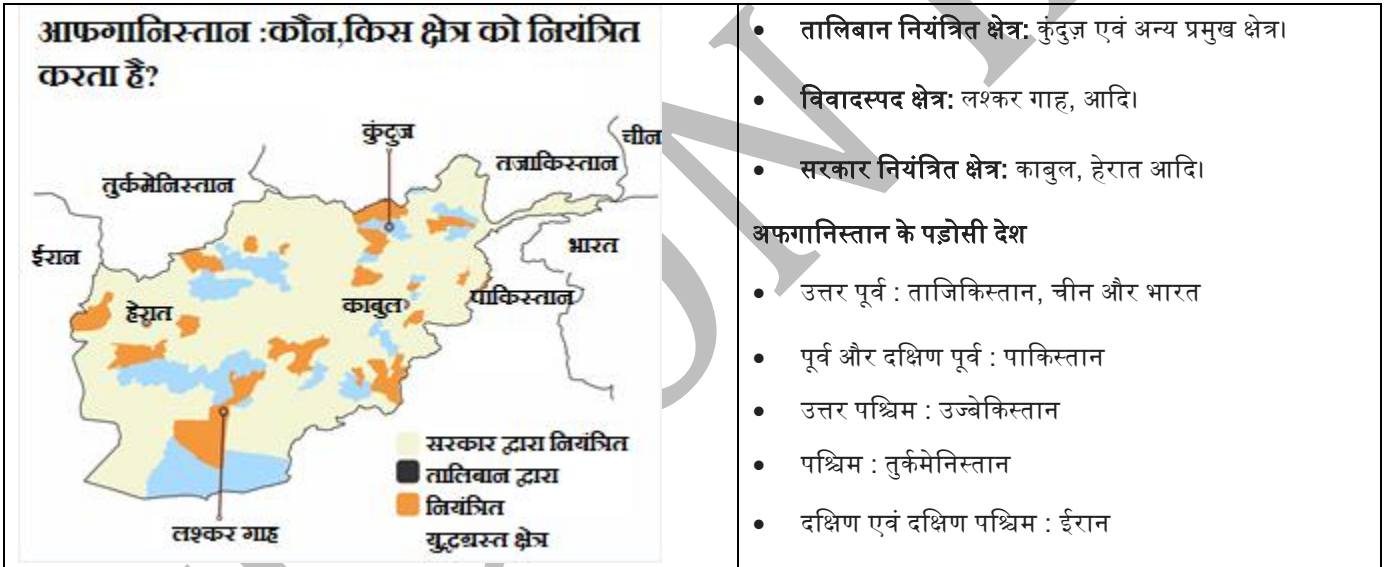 आफगानिस्तान :कौन,किस क्षेत्र को नियंत्रित
करता है?
कुंदुज
चीन
तजाकिस्तान
तुर्कमेनिस्तान
भारत
ईरान
पाकिस्तान
काबुल
हेरात
सरकार द्वारा नियंत्रित
तालिबान द्वारा
नियंत्रित
युद्धग्रस्त क्षेत्र
लश्कर गाह
• तालिबान नियंत्रित क्षेत्र: कुंदुज़ एवं अन्य प्रमुख क्षेत्र।
• विवादस्पद क्षेत्र: लश्कर गाह, आदि।
• सरकार नियंत्रित क्षेत्र: काबुल, हेरात आदि।
अफगानिस्तान के पड़ोसी देश
• उत्तर पूर्व : ताजिकिस्तान, चीन और भारत
• पूर्व और दक्षिण पूर्व : पाकिस्तान
• उत्तर पश्चिम : उज्बेकिस्तान
• पश्चिम : तुर्कमेनिस्तान
• दक्षिण एवं दक्षिण पश्चिम : ईरान